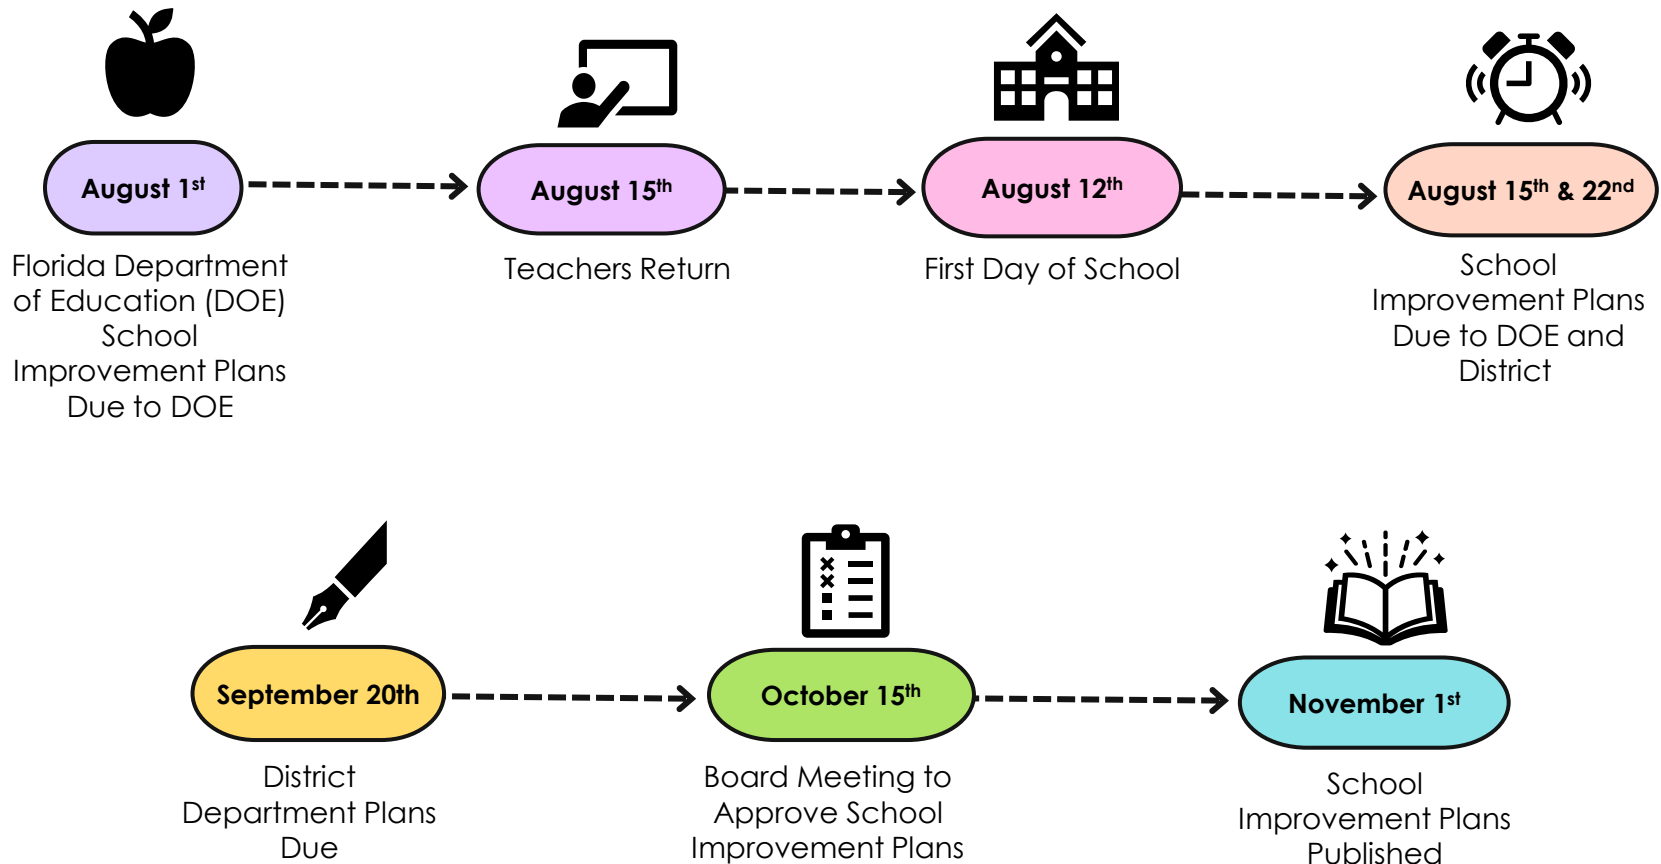 August 1st
August 15th
August 12th
August 15th & 22nd
Florida Department
of Education (DOE)
School
Improvement Plans
Due to DOE
Teachers Return
First Day of School
School
Improvement Plans
Due to DOE and
District
September 20th
October 15th
November 1st
District
Department Plans
Due
Board Meeting to
Approve School
Improvement Plans
School
Improvement Plans
Published